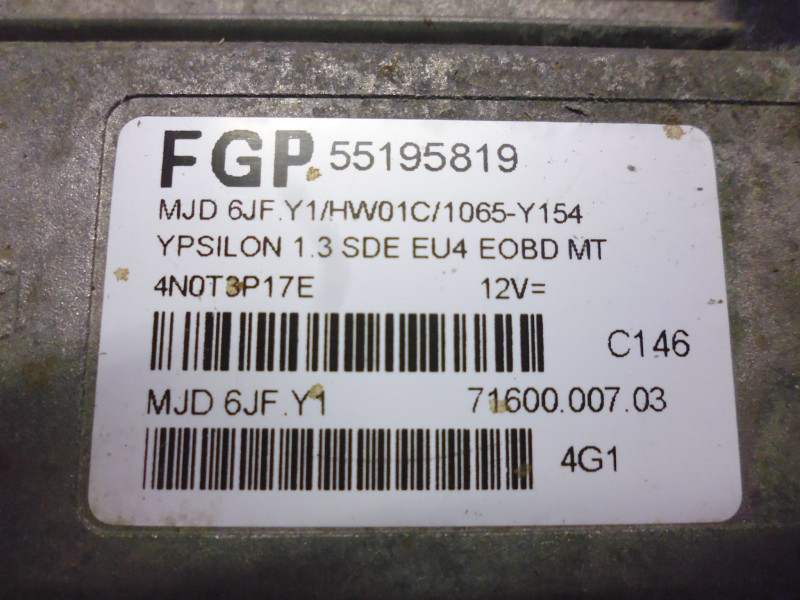 FGP 55195819
MJD 6JF.Y1/HW01C/1065-Y154
YPSILON 1.3 SDE EU4 EOBD MT
4N0T3P17E 12V=
C146
MJD 6JF.Y1 71600.007.03
4G1